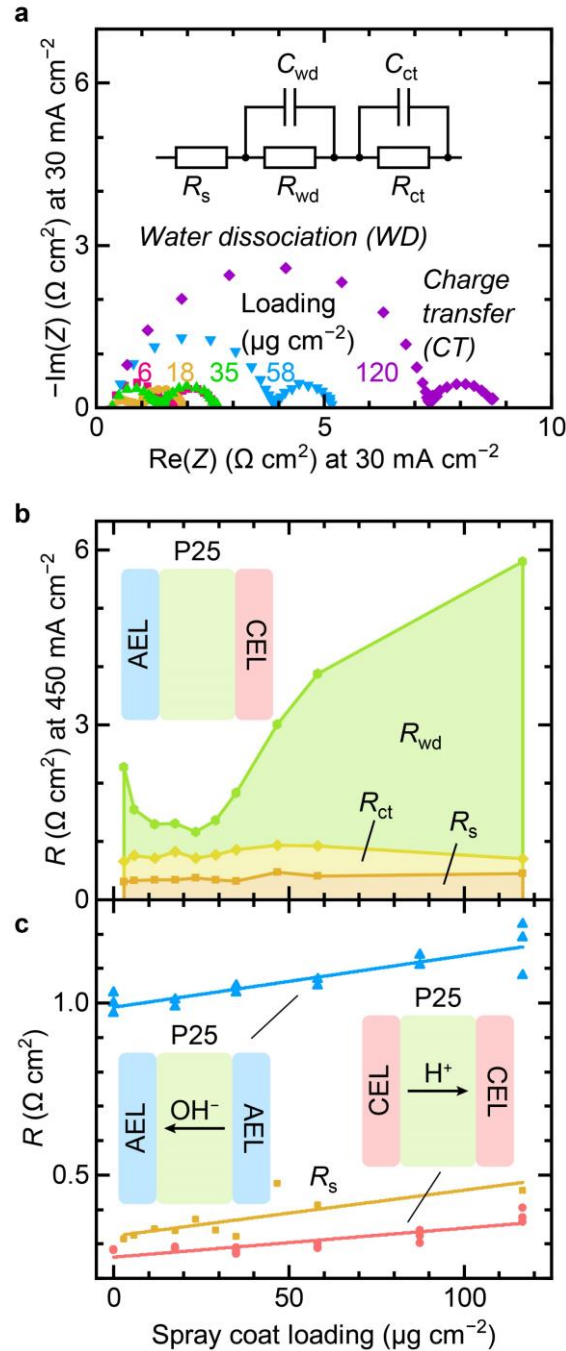 a
−Im(Z) (Ω cm²) at 30 mA cm⁻²
6
3
0
C_wd
C_ct
R_s
R_wd
R_ct
Water dissociation (WD)
Charge
transfer
(CT)
Loading
(μg cm⁻²)
6
18
35
58
120
0
5
10
Re(Z) (Ω cm²) at 30 mA cm⁻²
b
R (Ω cm²) at 450 mA cm⁻²
6
3
0
P25
AEL
CEL
R_wd
R_ct
R_s
c
R (Ω cm²)
1.0
0.5
P25
AEL
OH⁻
AEL
P25
CEL
H⁺
CEL
R_s
0
50
100
Spray coat loading (μg cm⁻²)